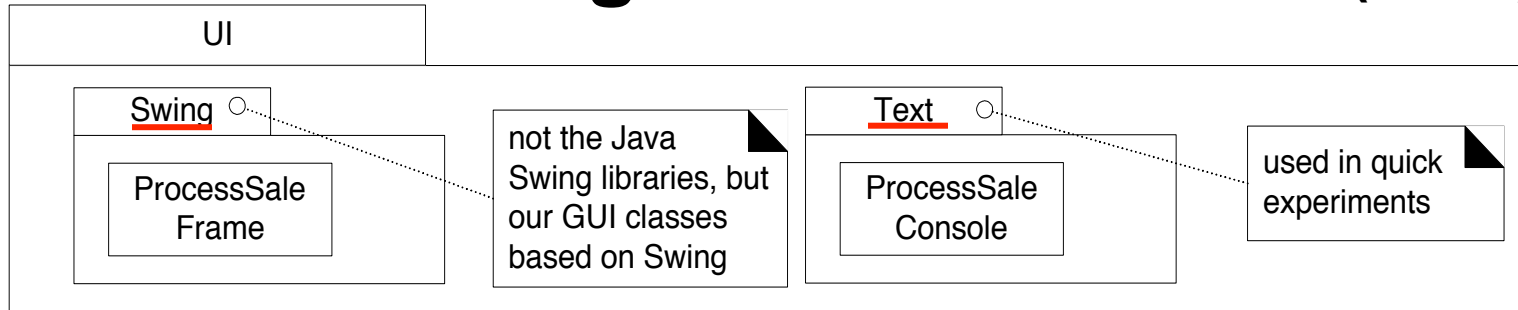 UI
Swing
ProcessSale
Frame
not the Java
Swing libraries, but
our GUI classes
based on Swing
Text
ProcessSale
Console
used in quick
experiments